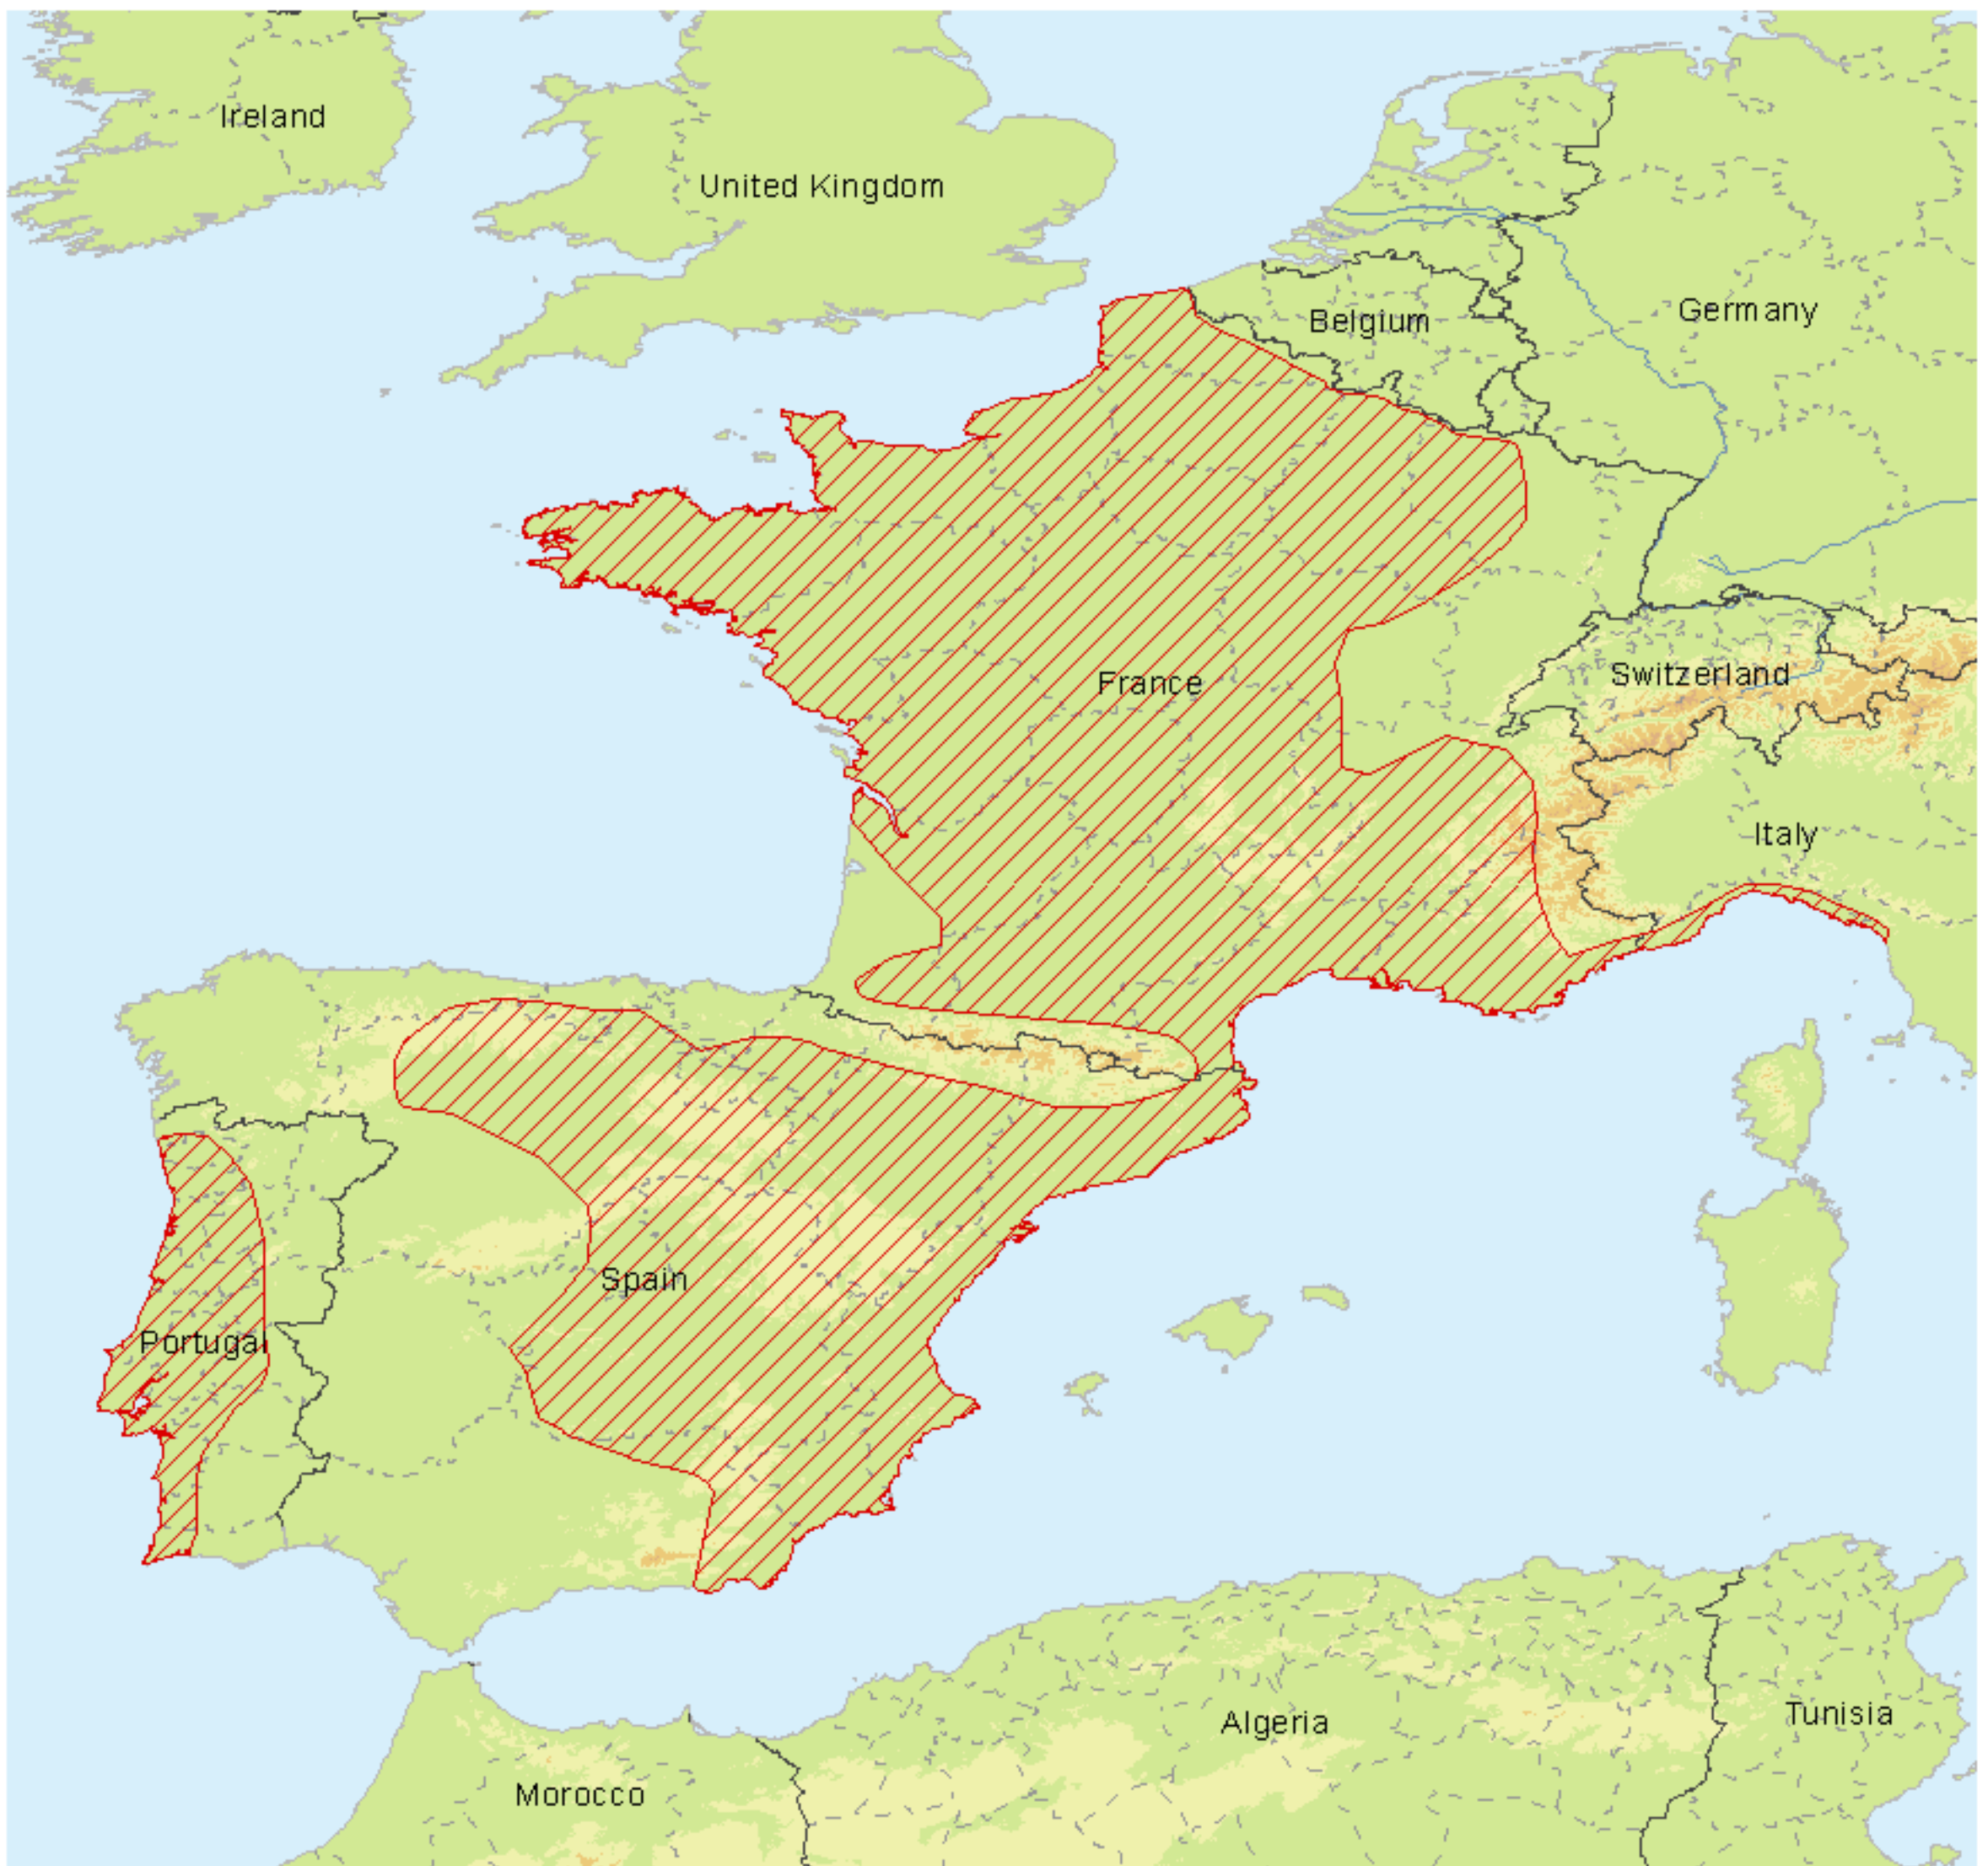 Ireland
United Kingdom
Germany
Belgium
France
Switzerland
Italy
Spain
Portugal
Algeria
Tunisia
Morocco